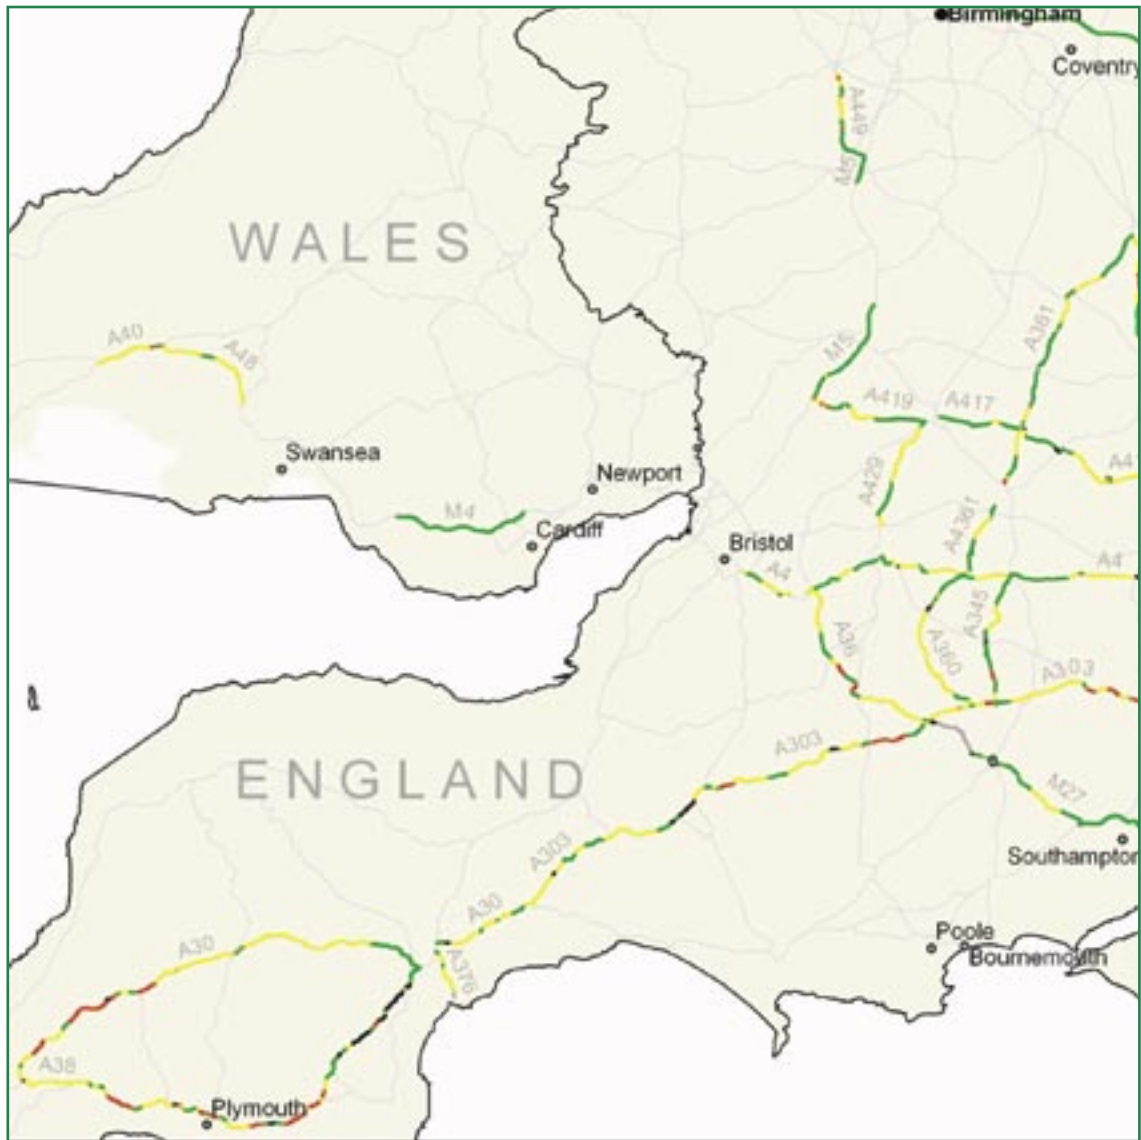 Birmingham
Coventry
A449
M5
WALES
A361
A40
A48
M5
A419
A417
Swansea
A429
A41
Newport
A4361
M4
Cardiff
Bristol
A4
A4
A345
A36
A360
A303
A303
ENGLAND
M27
A303
Southampton
A30
Poole
A30
Bournemouth
A376
A38
Plymouth